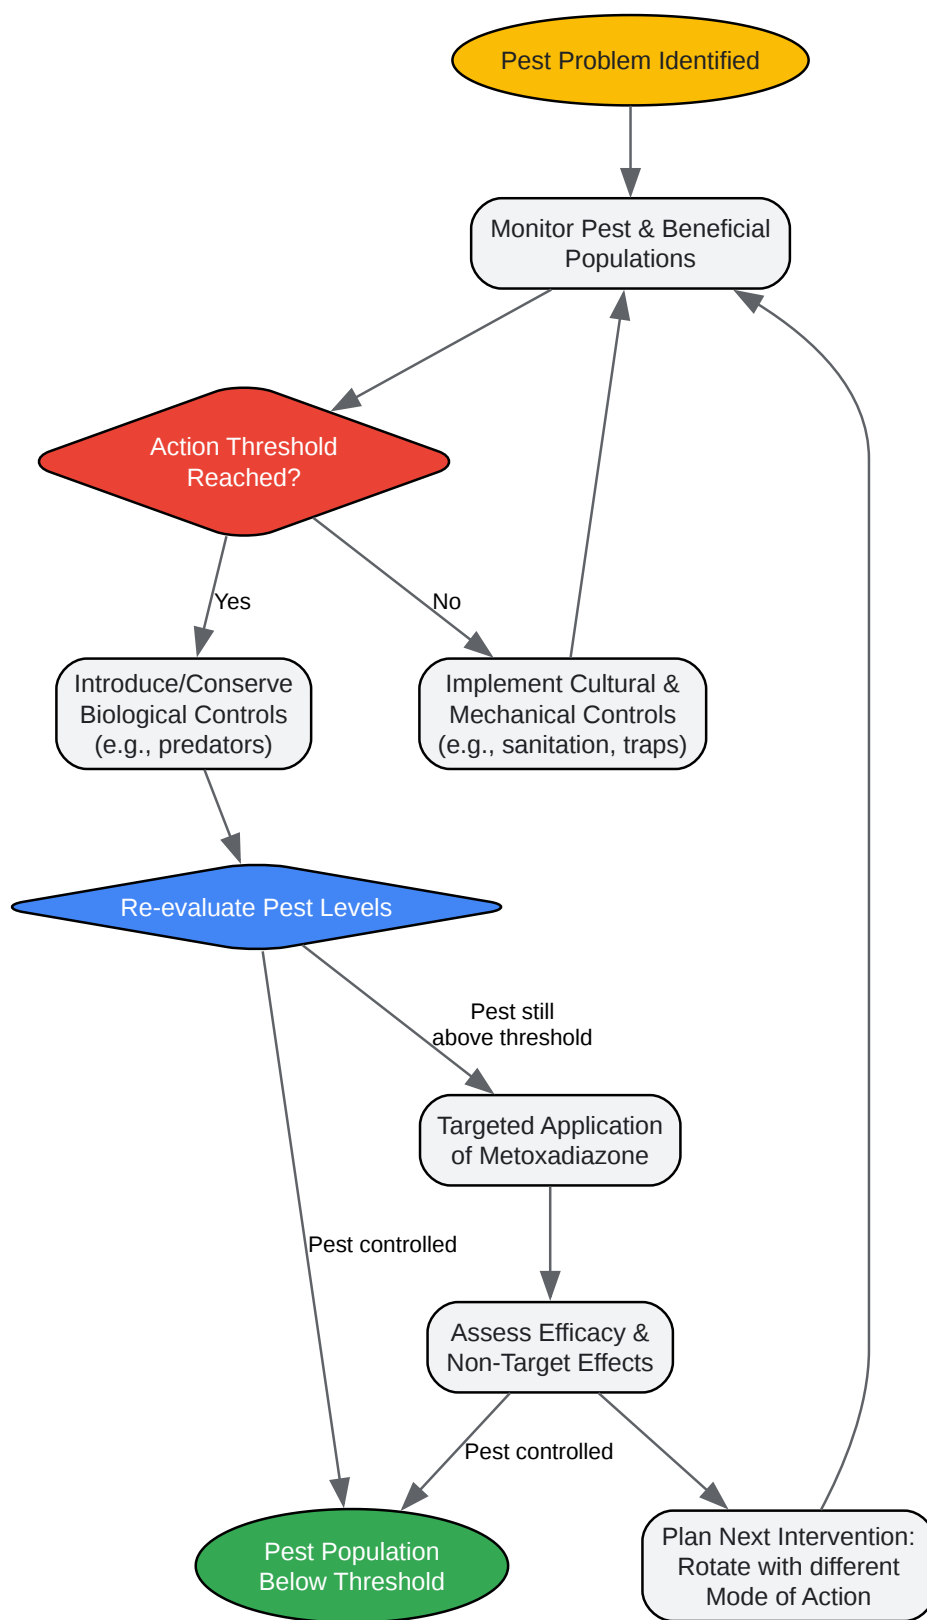 Pest Problem Identified
Monitor Pest & Beneficial
Populations
Action Threshold
Reached?
Yes
No
Introduce/Conserve
Biological Controls
(e.g., predators)
Implement Cultural &
Mechanical Controls
(e.g., sanitation, traps)
Re-evaluate Pest Levels
Pest still
above threshold
Targeted Application
of Metoxadiazone
Pest controlled
Assess Efficacy &
Non-Target Effects
Pest controlled
Pest Population
Below Threshold
Plan Next Intervention:
Rotate with different
Mode of Action